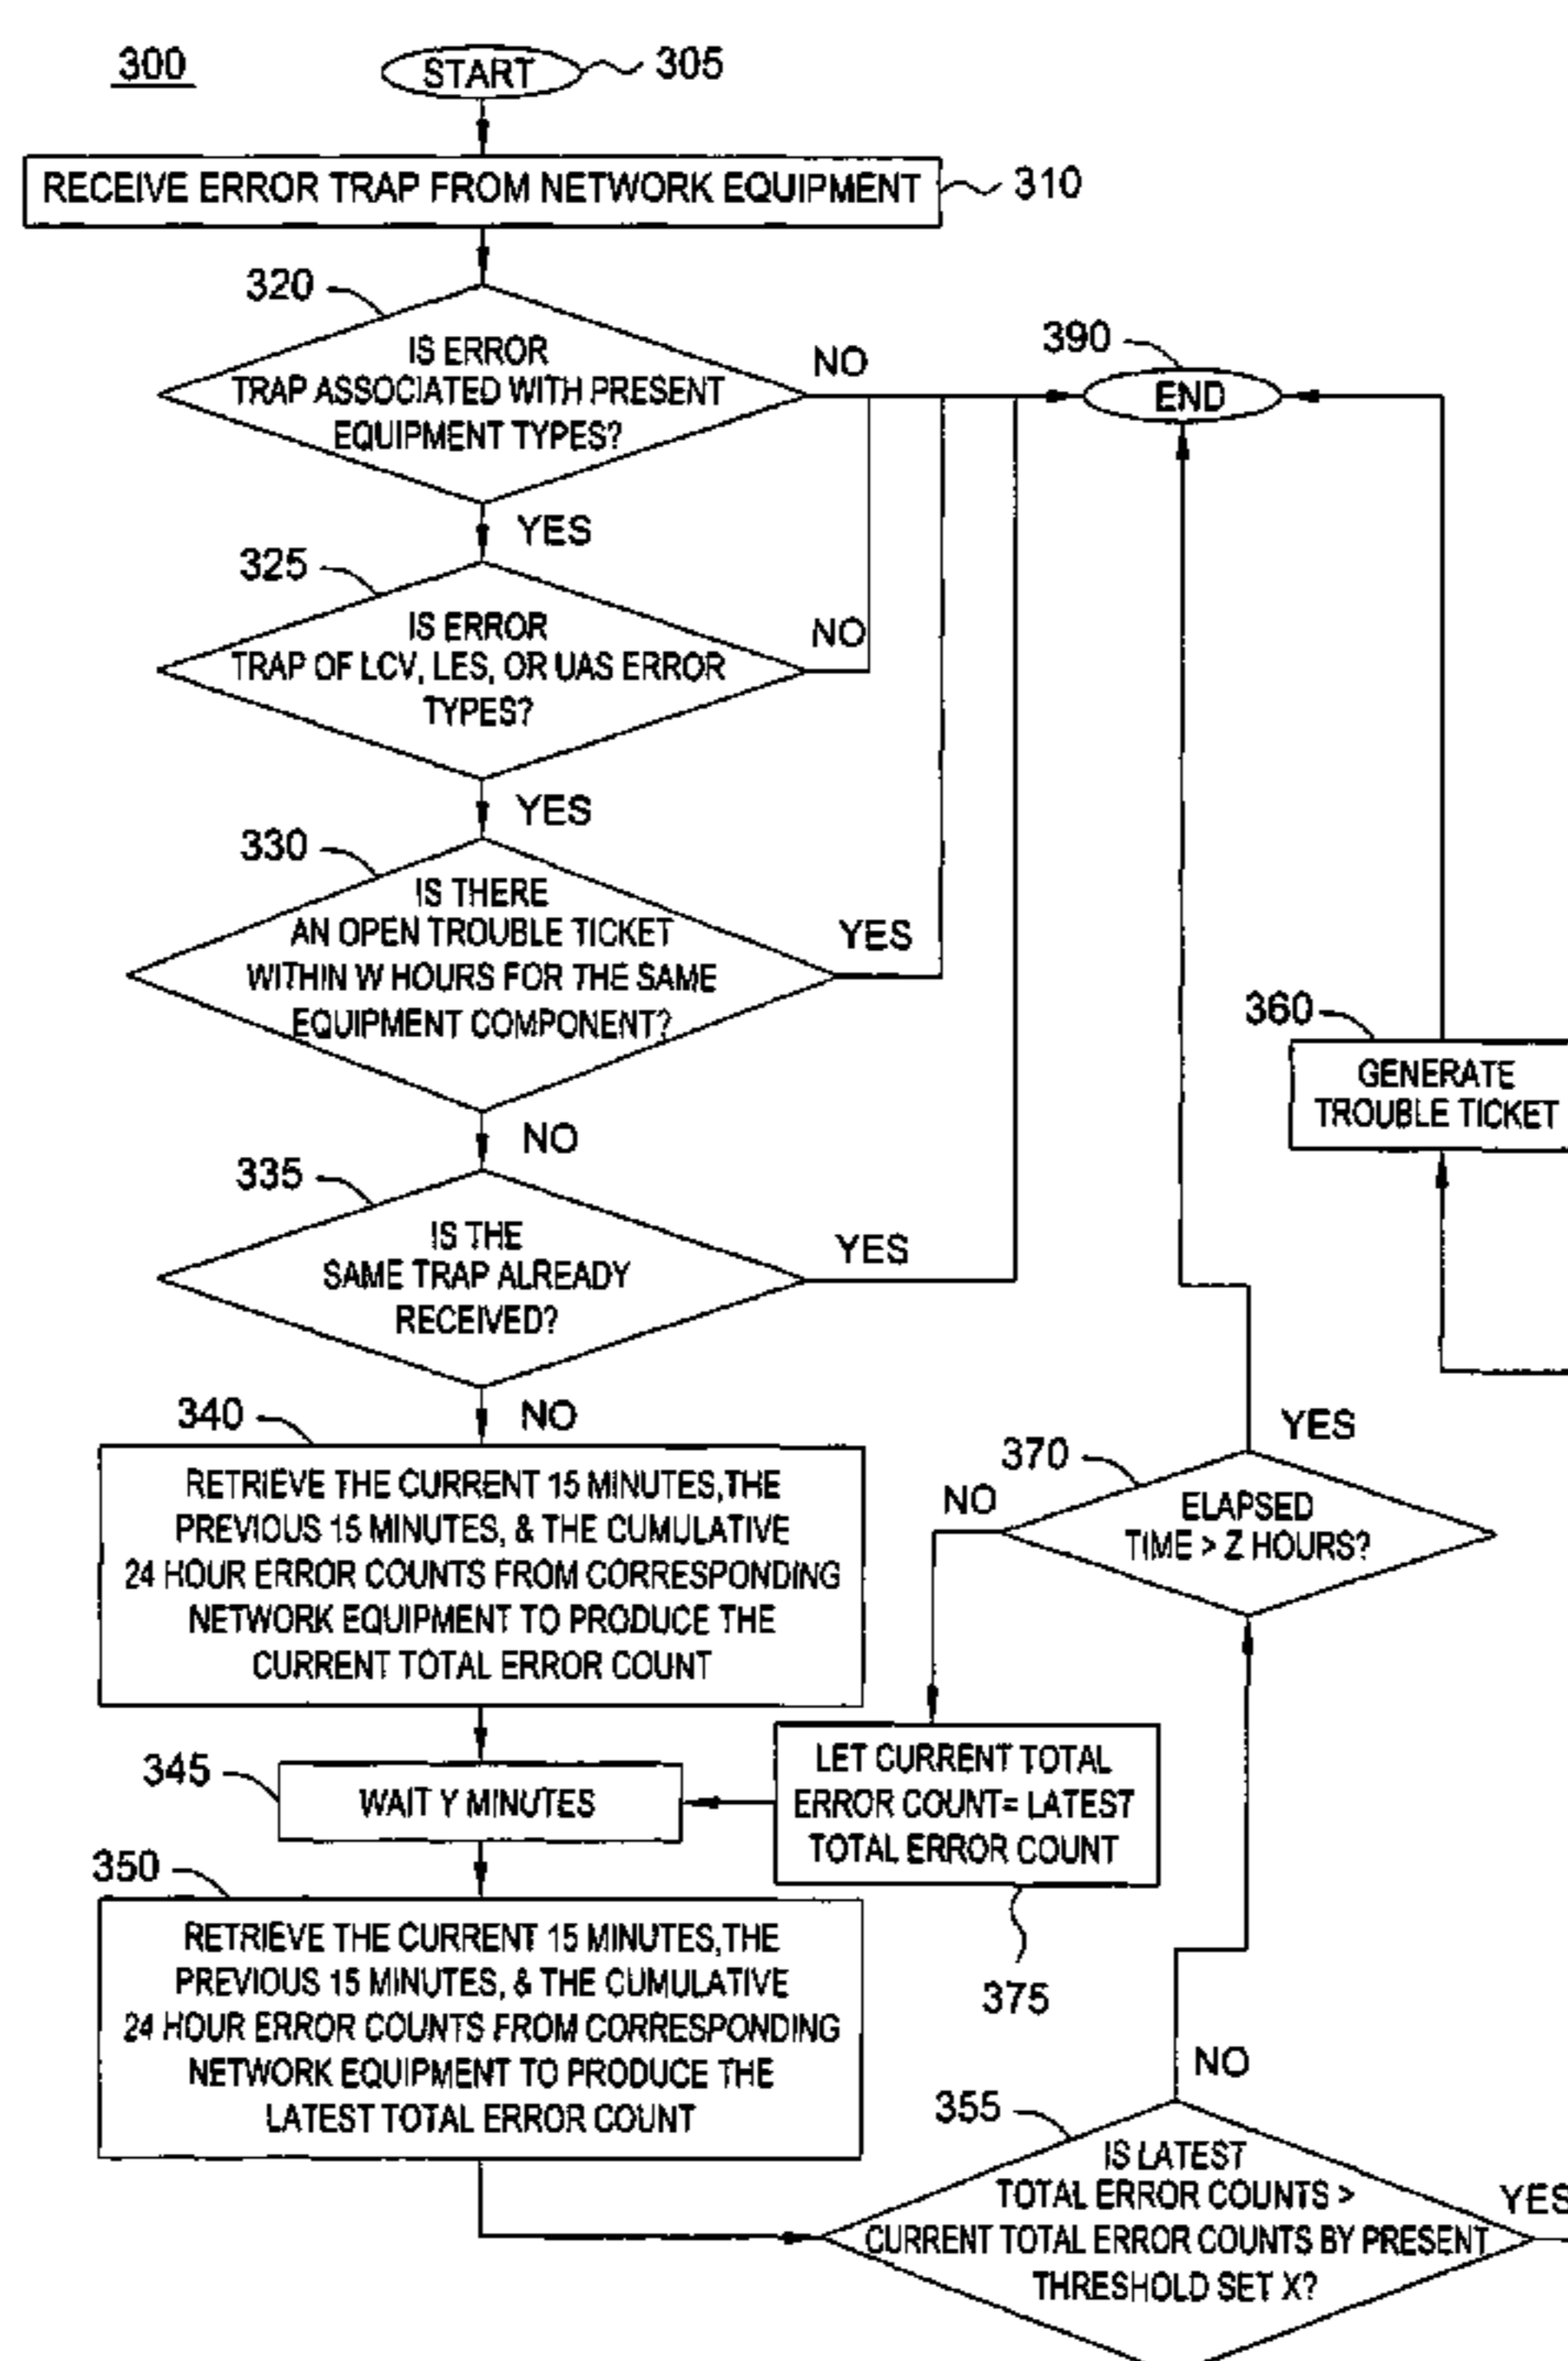 300
START
305
RECEIVE ERROR TRAP FROM NETWORK EQUIPMENT
310
320
IS ERROR
TRAP ASSOCIATED WITH PRESENT
EQUIPMENT TYPES?
NO
390
END
YES
325
IS ERROR
TRAP OF LCV, LES, OR UAS ERROR
TYPES?
NO
YES
330
IS THERE
AN OPEN TROUBLE TICKET
WITHIN W HOURS FOR THE SAME
EQUIPMENT COMPONENT?
YES
360
GENERATE
TROUBLE TICKET
NO
335
IS THE
SAME TRAP ALREADY
RECEIVED?
YES
NO
340
RETRIEVE THE CURRENT 15 MINUTES,THE
PREVIOUS 15 MINUTES, & THE CUMULATIVE
24 HOUR ERROR COUNTS FROM CORRESPONDING
NETWORK EQUIPMENT TO PRODUCE THE
CURRENT TOTAL ERROR COUNT
YES
370
NO
ELAPSED
TIME > Z HOURS?
345
WAIT Y MINUTES
LET CURRENT TOTAL
ERROR COUNT= LATEST
TOTAL ERROR COUNT
375
350
RETRIEVE THE CURRENT 15 MINUTES,THE
PREVIOUS 15 MINUTES, & THE CUMULATIVE
24 HOUR ERROR COUNTS FROM CORRESPONDING
NETWORK EQUIPMENT TO PRODUCE THE
LATEST TOTAL ERROR COUNT
NO
355
IS LATEST
TOTAL ERROR COUNTS >
CURRENT TOTAL ERROR COUNTS BY PRESENT
THRESHOLD SET X?
YES